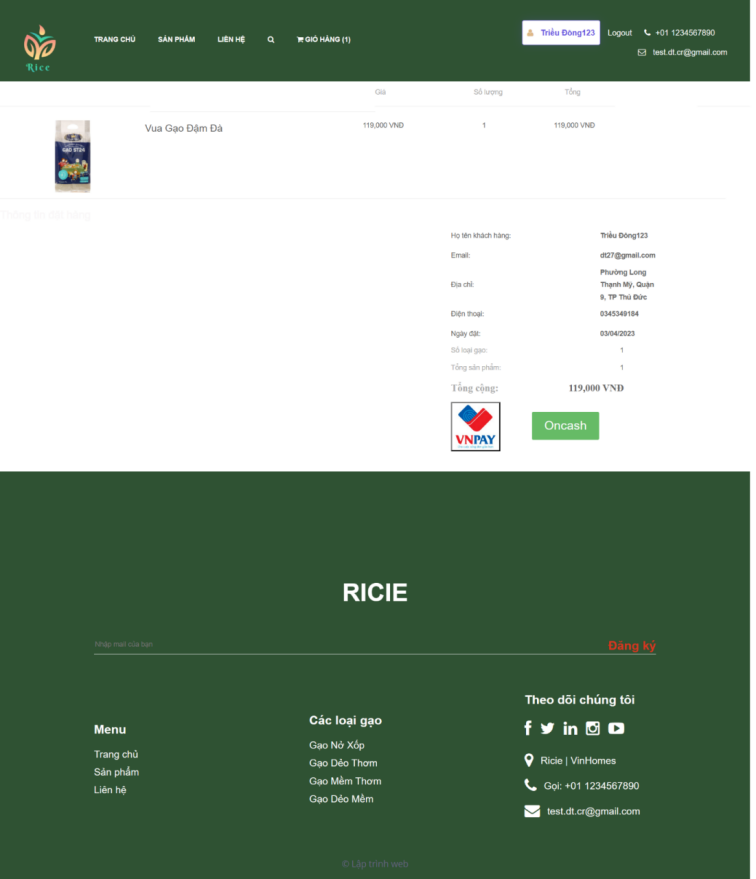 Rice
TRANG CHỦ SẢN PHẨM LIÊN HỆ GIỎ HÀNG (1)
Triều Đông123 Logout +01 1234567890
test.dt.cr@gmail.com
Giá Số lượng Tổng
Vua Gạo Đậm Đà 119,000 VNĐ 1 119,000 VNĐ
Thông tin đặt hàng
Họ tên khách hàng: Triều Đông123
Email: dt27@gmail.com
Địa chỉ: Phường Long
Thạnh Mỹ, Quận
9, TP Thủ Đức
Điện thoại: 0345349184
Ngày đặt: 03/04/2023
Số loại gạo: 1
Tổng sản phẩm: 1
Tổng cộng: 119,000 VNĐ
VNPAY
Oncash
RICIE
Nhập mail của bạn Đăng ký
Menu
Trang chủ
Sản phẩm
Liên hệ
Các loại gạo
Gạo Nở Xốp
Gạo Dẻo Thơm
Gạo Mềm Thơm
Gạo Dẻo Mềm
Theo dõi chúng tôi
Ricie | VinHomes
Gọi: +01 1234567890
test.dt.cr@gmail.com
© Lập trình web